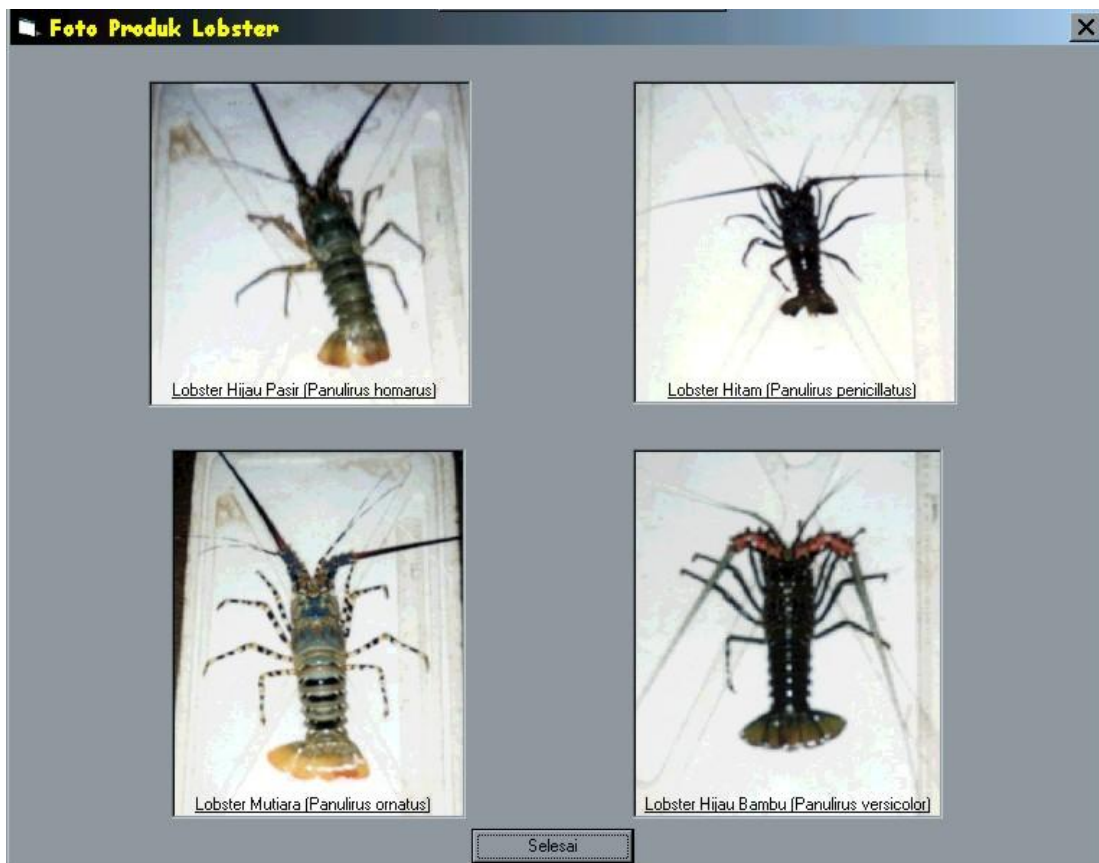 Foto Produk Lobster
Lobster Hijau Pasir (Panulirus homarus)
Lobster Hitam (Panulirus penicillatus)
Lobster Mutiara (Panulirus ornatus)
Lobster Hijau Bambu (Panulirus versicolor)
Selesai